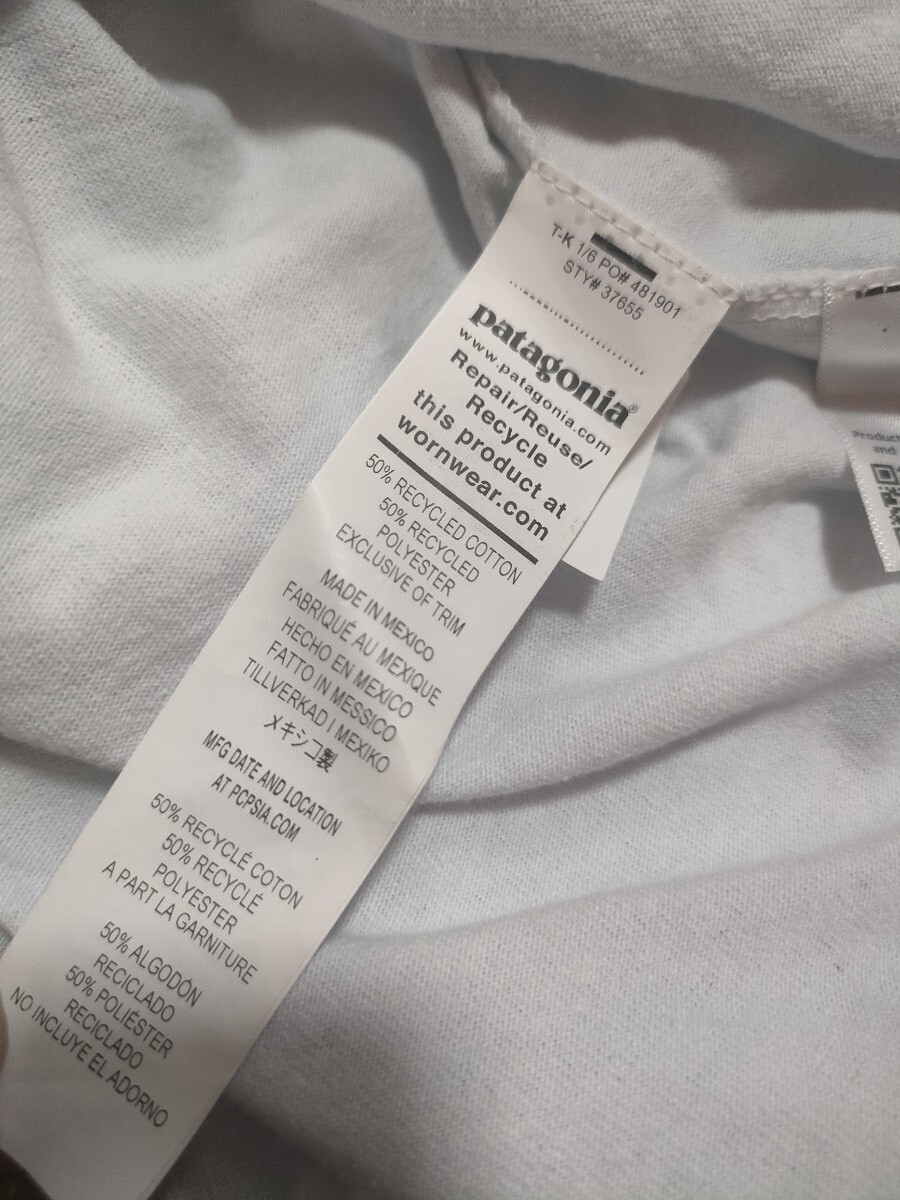 T-K 1/6 PO# 481901
STY# 37655
patagonia®
www.patagonia.com
Repair/Reuse/
Recycle
this product at
wornwear.com
50% RECYCLED COTTON
50% RECYCLED
POLYESTER
EXCLUSIVE OF TRIM
MADE IN MEXICO
FABRIQUÉ AU MEXIQUE
HECHO EN MEXICO
FATTO IN MESSICO
TILLVERKAD I MEXIKO
メキシコ製
MFG DATE AND LOCATION
AT PCPSIA.COM
50% RECYCLÉ COTON
50% RECYCLÉ
POLYESTER
A PART LA GARNITURE
50% ALGODÓN
RECICLADO
50% POLIÉSTER
RECICLADO
NO INCLUYE EL ADORNO
Product
and